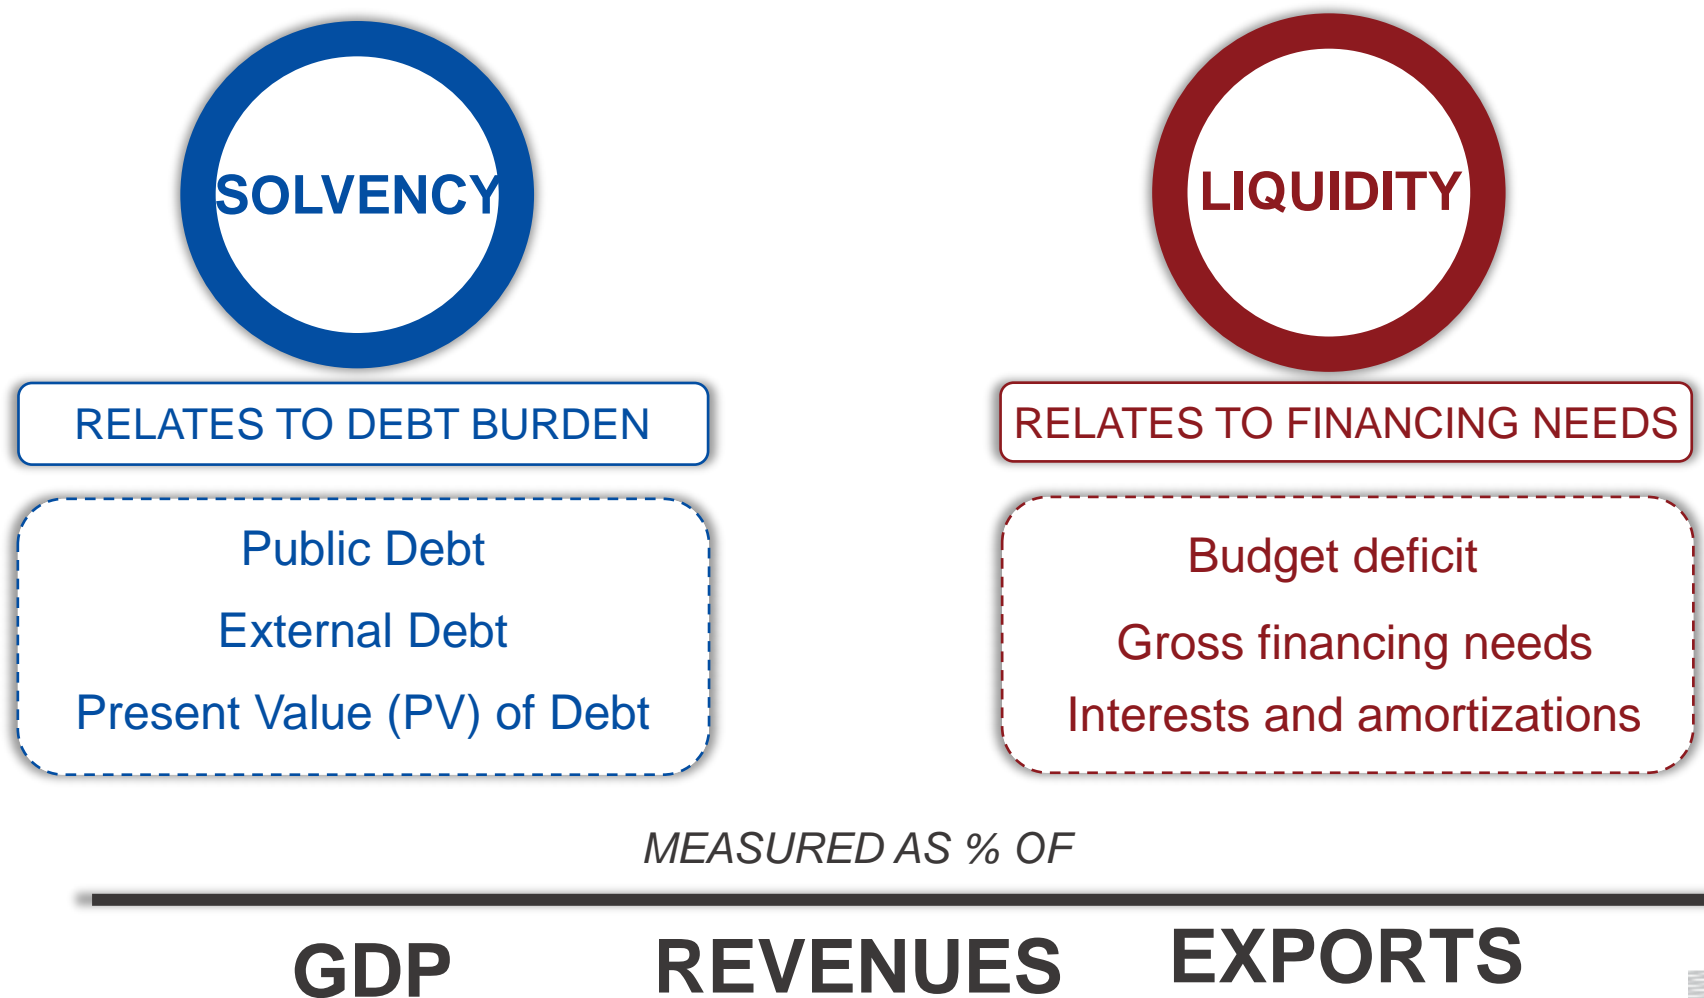 SOLVENCY
RELATES TO DEBT BURDEN
Public Debt
External Debt
Present Value (PV) of Debt
LIQUIDITY
RELATES TO FINANCING NEEDS
Budget deficit
Gross financing needs
Interests and amortizations
MEASURED AS % OF
GDP
REVENUES
EXPORTS